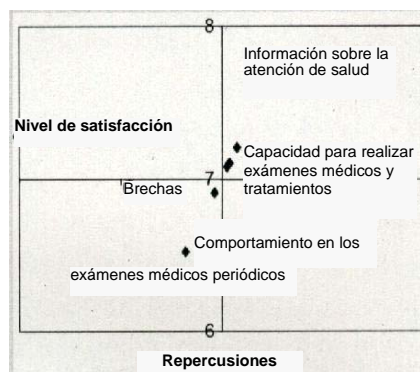 8
Información sobre la
atención de salud
Nivel de satisfacción
Capacidad para realizar
exámenes médicos y
tratamientos
7
Brechas
Comportamiento en los
exámenes médicos periódicos
6
Repercusiones